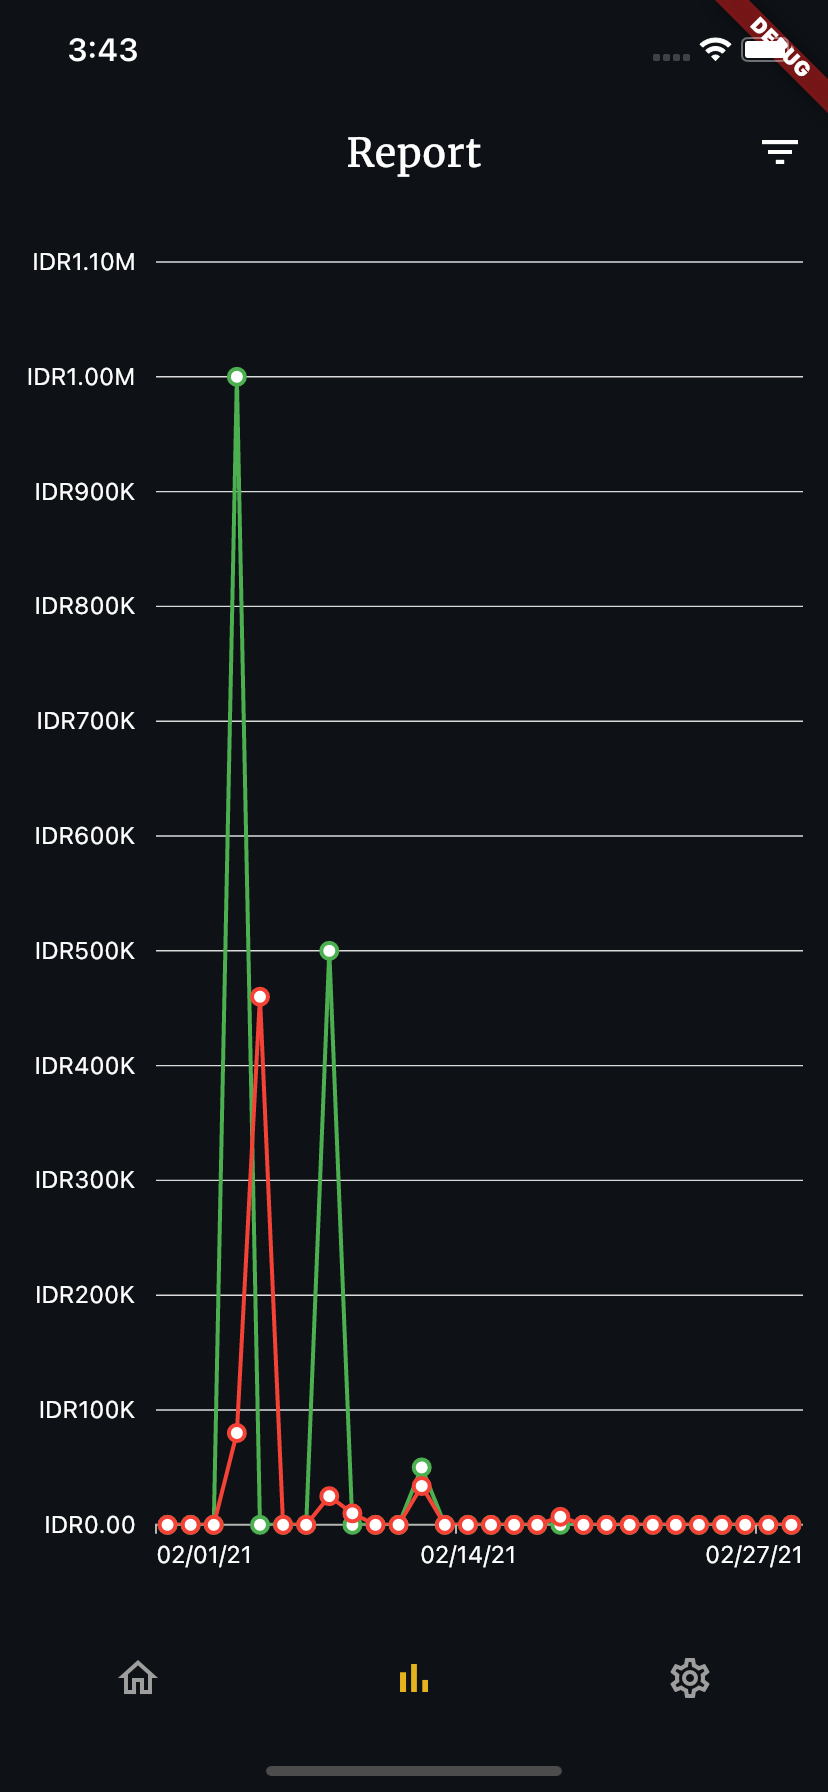 3:43
DEBUG
Report
IDR1.10M
IDR1.00M
IDR900K
IDR800K
IDR700K
IDR600K
IDR500K
IDR400K
IDR300K
IDR200K
IDR100K
IDR0.00
02/01/21 02/14/21 02/27/21